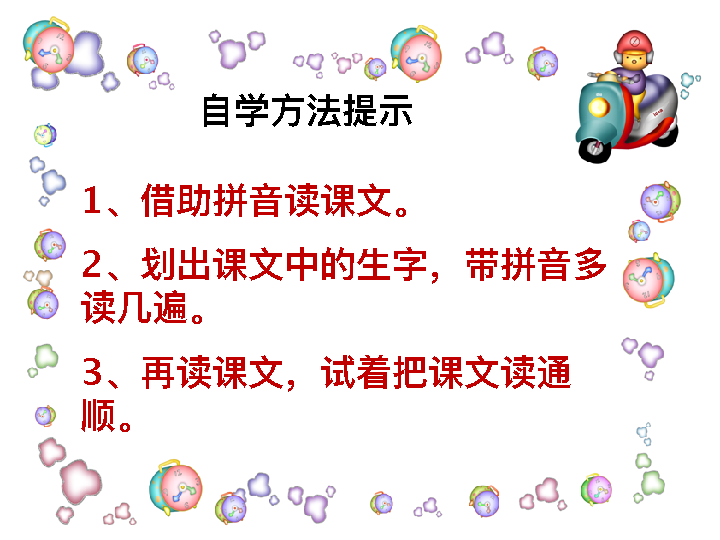 自学方法提示
1、借助拼音读课文。
2、划出课文中的生字，带拼音多
读几遍。
3、再读课文，试着把课文读通
顺。